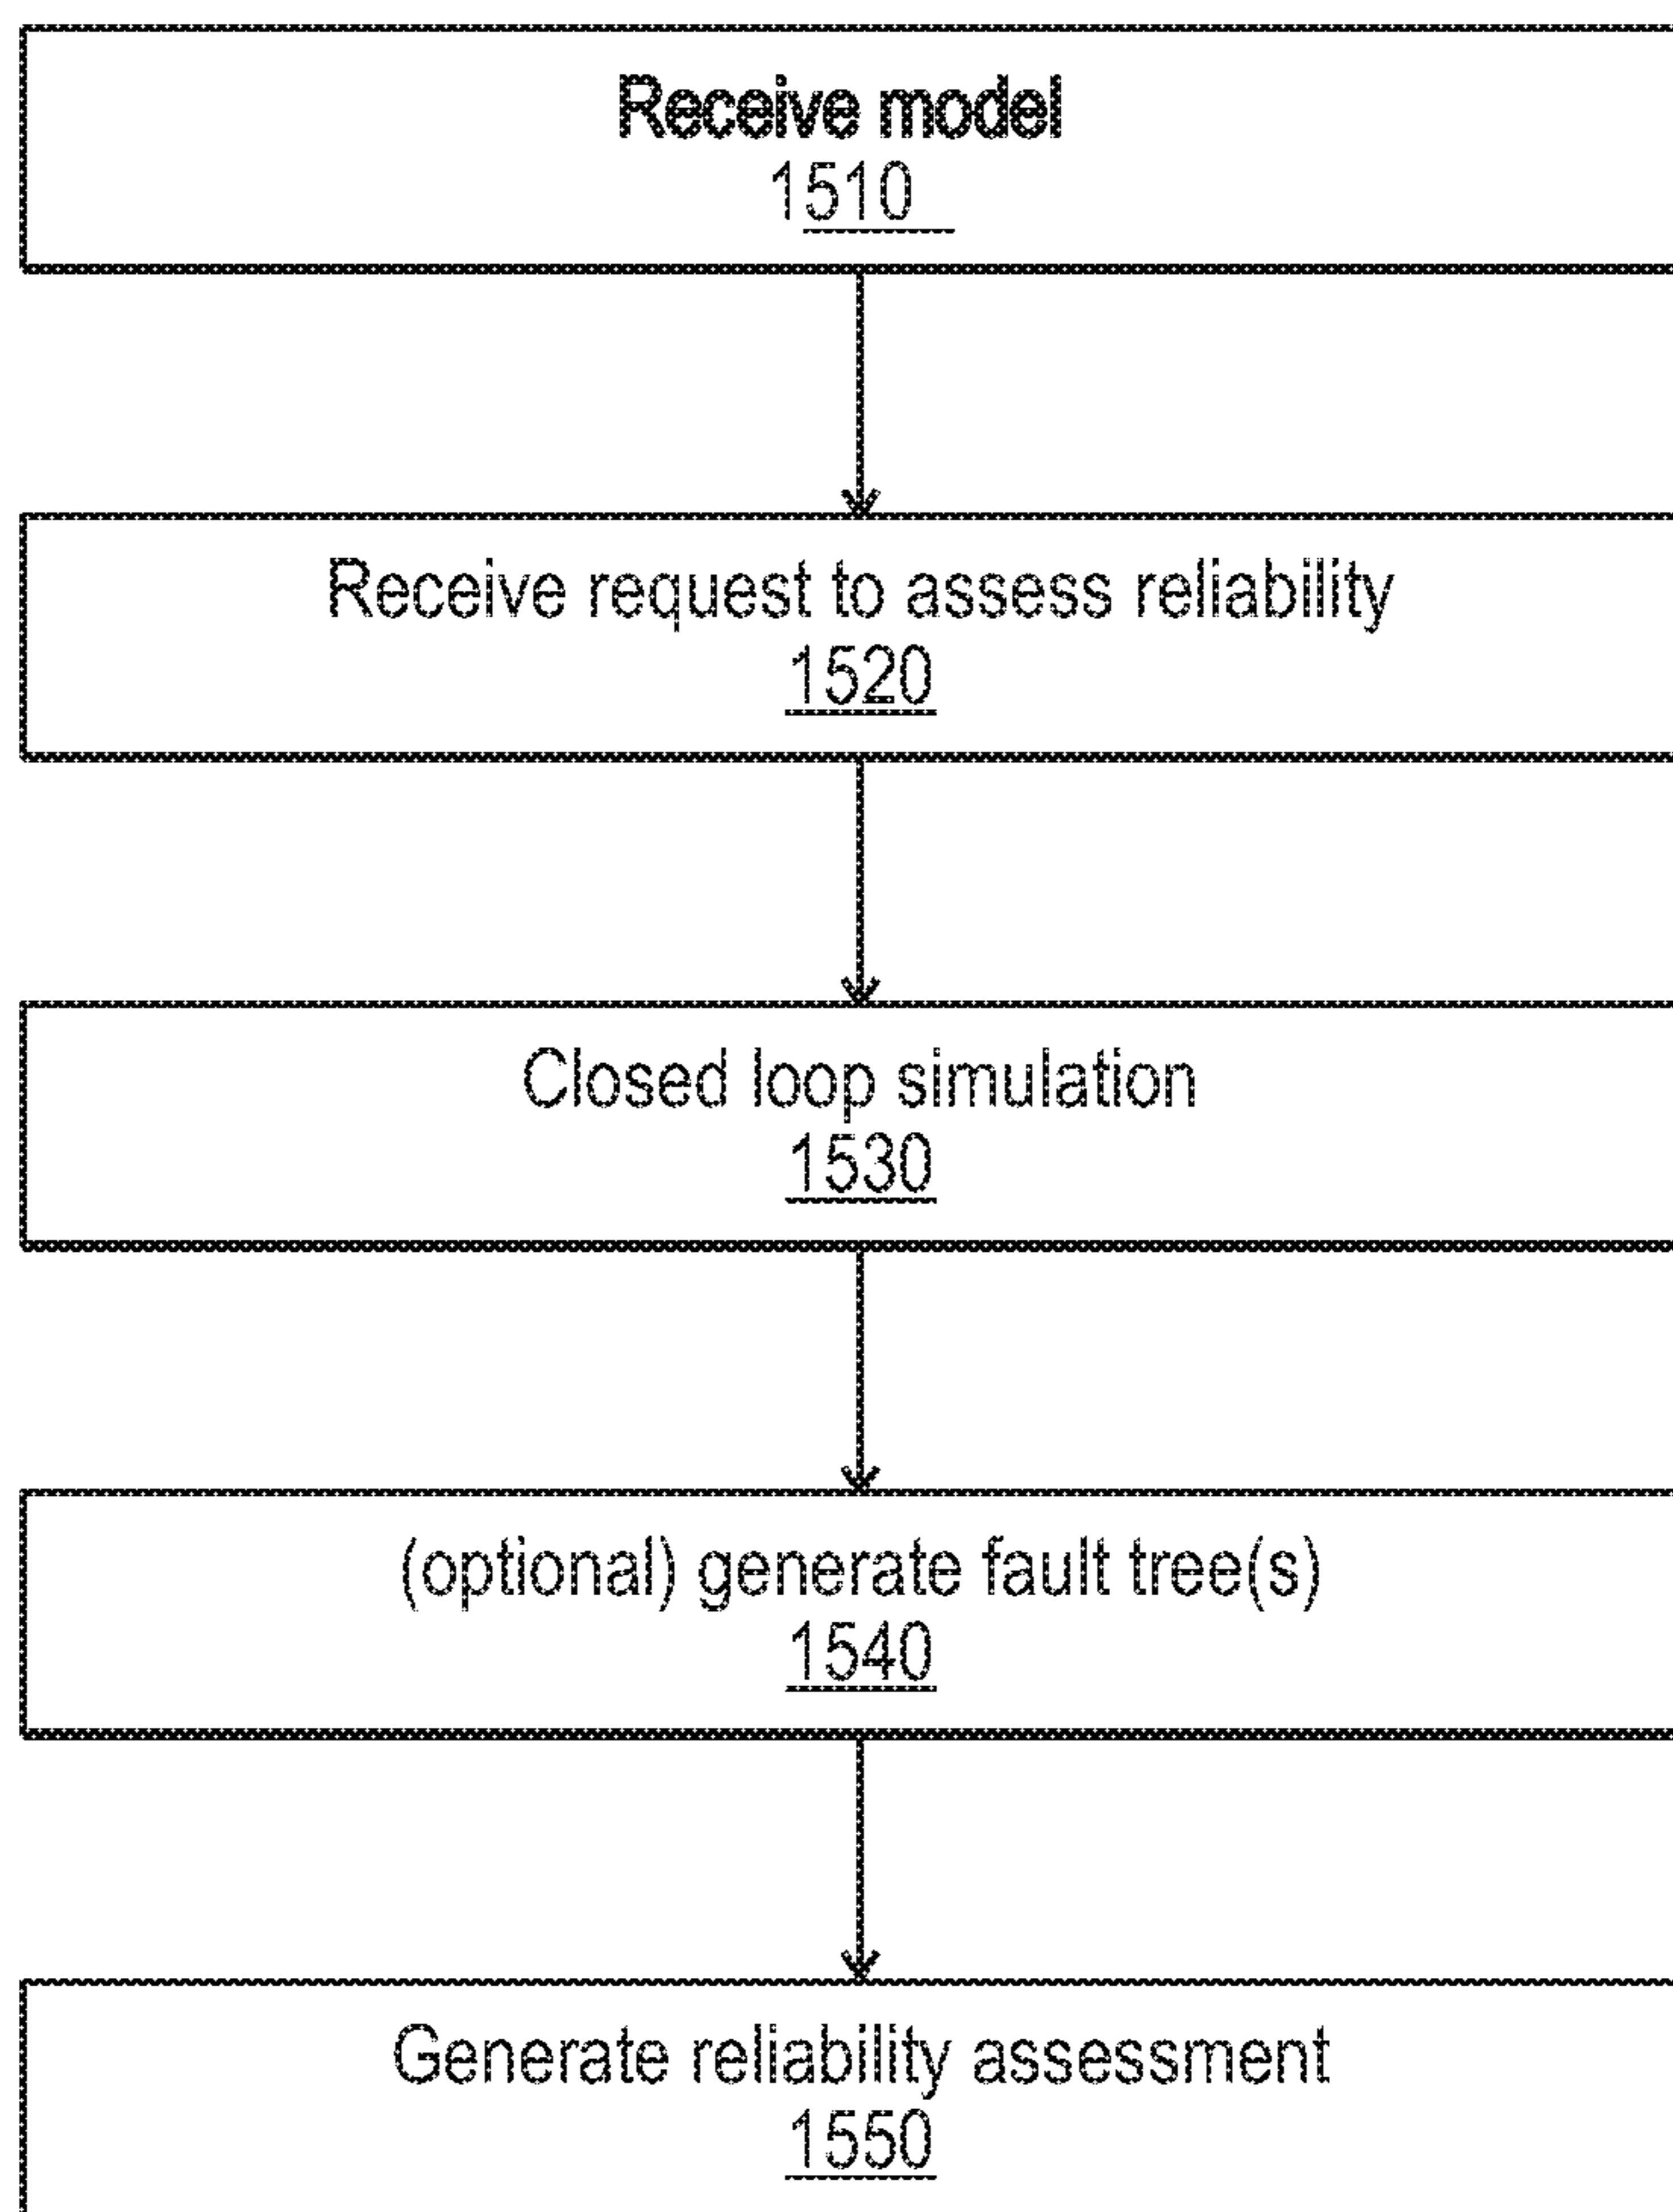 Receive model
1510
Receive request to assess reliability
1520
Closed loop simulation
1530
(optional) generate fault tree(s)
1540
Generate reliability assessment
1550